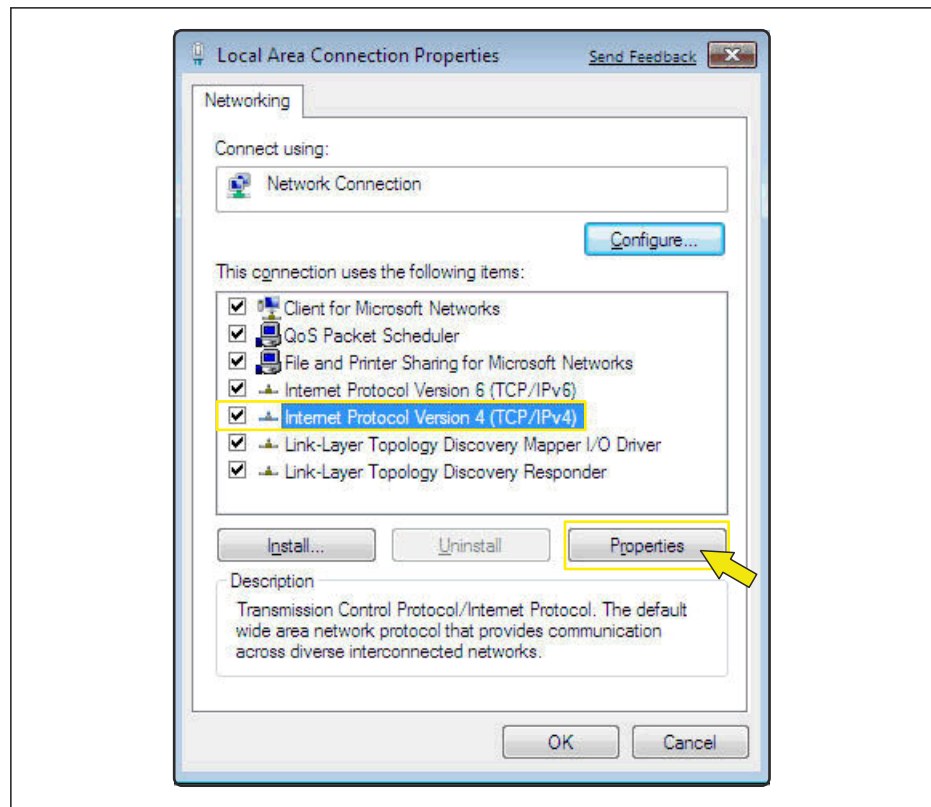 Local Area Connection Properties
Send Feedback
Networking
Connect using:
Network Connection
Configure...
This connection uses the following items:
Client for Microsoft Networks
QoS Packet Scheduler
File and Printer Sharing for Microsoft Networks
Internet Protocol Version 6 (TCP/IPv6)
Internet Protocol Version 4 (TCP/IPv4)
Link-Layer Topology Discovery Mapper I/O Driver
Link-Layer Topology Discovery Responder
Install...
Uninstall
Properties
Description
Transmission Control Protocol/Internet Protocol. The default
wide area network protocol that provides communication
across diverse interconnected networks.
OK
Cancel